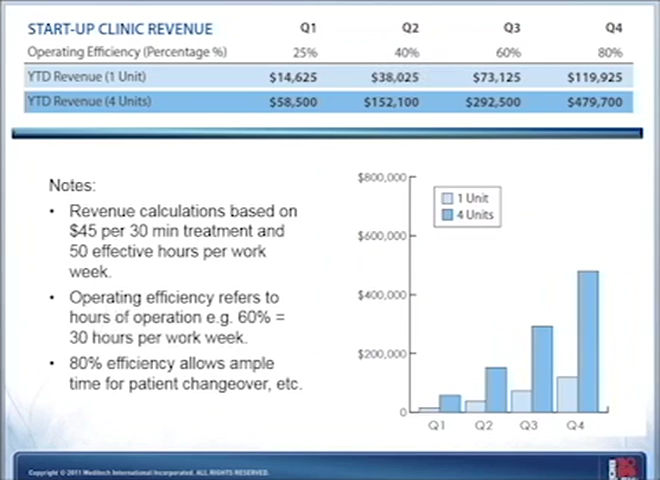 START-UP CLINIC REVENUE Q1 Q2 Q3 Q4
Operating Efficiency (Percentage %) 25% 40% 60% 80%
YTD Revenue (1 Unit) $14,625 $38,025 $73,125 $119,925
YTD Revenue (4 Units) $58,500 $152,100 $292,500 $479,700
Notes:
• Revenue calculations based on
$45 per 30 min treatment and
50 effective hours per work
week.
• Operating efficiency refers to
hours of operation e.g. 60% =
30 hours per work week.
• 80% efficiency allows ample
time for patient changeover, etc.
$800,000
$600,000
$400,000
$200,000
0
1 Unit
4 Units
Q1 Q2 Q3 Q4
Copyright © 2011 Meditech International Incorporated. ALL RIGHTS RESERVED.